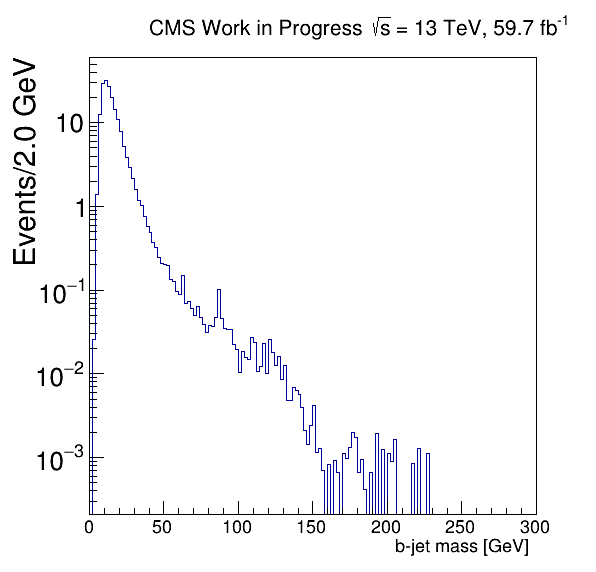 CMS Work in Progress √s = 13 TeV, 59.7 fb⁻¹
Events/2.0 GeV
10
1
10⁻¹
10⁻²
10⁻³
0 50 100 150 200 250 300
b-jet mass [GeV]